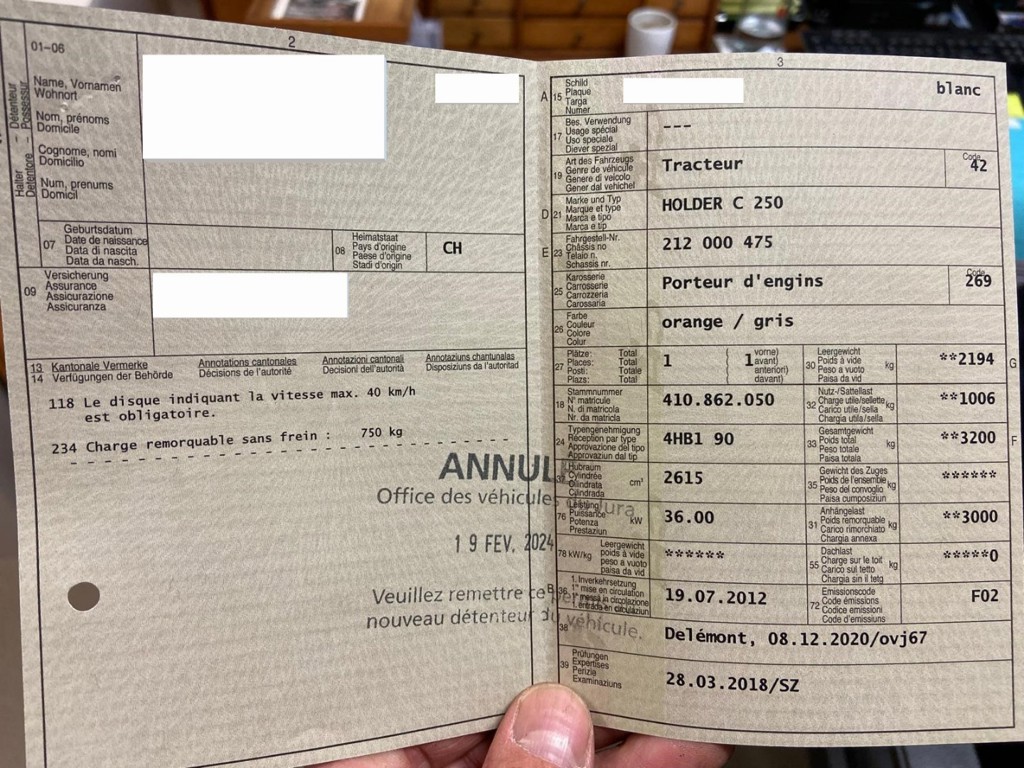 01-06
2
Halter - Détenteur
Detentore - Possessur
Name, Vornamen
Wohnort
Nom, prénoms
Domicile
Cognome, nomi
Domicilio
Num, prenums
Domicil
07
Geburtsdatum
Date de naissance
Data di nascita
Data da nasch.
08
Heimatstaat
Pays d'origine
Paese d'origine
Stadi d'origin
CH
09
Versicherung
Assurance
Assicurazione
Assicuranza
13 Kantonale Vermerke
14 Verfügungen der Behörde
Annotations cantonales
Décisions de l'autorité
Annotazioni cantonali
Decisioni dell'autorità
Annotaziuns chantunalas
Disposiziuns da l'autoritad
118 Le disque indiquant la vitesse max. 40 km/h
est obligatoire.
234 Charge remorquable sans frein : 750 kg
ANNUL
Office des véhicules Jura
19 FEV. 2024
Veuillez remettre ce
nouveau détenteur du véhicule.
3
A 15
Schild
Plaque
Targa
Numer
blanc
17
Bes. Verwendung
Usage spécial
Uso speciale
Diever spezial
---
19
Art des Fahrzeugs
Genre de véhicule
Genere di veicolo
Gener dal vehichel
Tracteur
Code
42
D 21
Marke und Typ
Marque et type
Marca e tipo
Marca e tip
HOLDER C 250
E 23
Fahrgestell-Nr.
Châssis no
Telaio n.
Schassis nr.
212 000 475
25
Karosserie
Carrosserie
Carrozzeria
Carossaria
Porteur d'engins
Code
269
26
Farbe
Couleur
Colore
Colur
orange / gris
27
Plätze: Total
Places: Total
Posti: Totale
Plazs: Total
1
( 1
vorne)
avant)
anteriori)
davant)
30
Leergewicht
Poids à vide
Peso a vuoto
Paisa da vid
kg
**2194
G
18
Stammnummer
N° matricule
N. di matricola
Nr. da matricla
410.862.050
32
Nutz-/Sattellast
Charge utile/sellette
Carico utile/sella
Chargia utila/sella
kg
**1006
24
Typengenehmigung
Réception par type
Approvazione del tipo
Approvaziun dal tip
4HB1 90
33
Gesamtgewicht
Poids total
Peso totale
Paisa totala
kg
**3200
F
Hubraum
Cylindrée
Cilindrata
Cilindrada
cm³
2615
35
Gewicht des Zuges
Poids de l'ensemble
Peso del convoglio
Paisa cumposiziun
kg
******
76
Leistung
Puissance
Potenza
Prestaziun
kW
36.00
31
Anhängelast
Poids remorquable
Carico rimorchiato
Chargia annexa
kg
**3000
78 kW/kg
Leergewicht
poids à vide
peso a vuoto
paisa da vid
******
55
Dachlast
Charge sur le toit
Carico sul tetto
Chargia sin il tetg
kg
*****0
B 36
1. Inverkehrsetzung
1re mise en circulation
1a messa in circolazione
1. entrada en circulaziun
19.07.2012
72
Emissionscode
Code émissions
Codice emissioni
Code d'emissiuns
F02
38
Delémont, 08.12.2020/ovj67
39
Prüfungen
Expertises
Perizia
Examinaziuns
28.03.2018/SZ